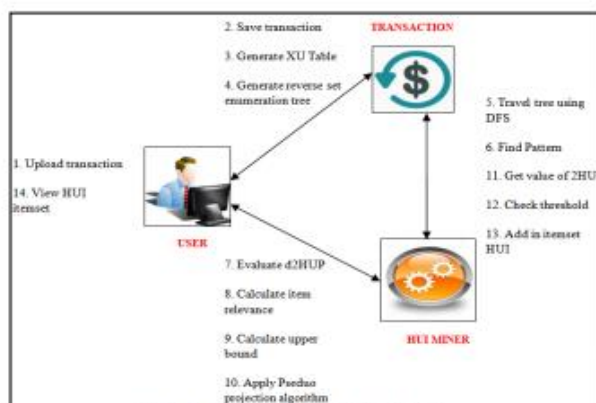 2. Save transaction
3. Generate XU Table
4. Generate reverse set
enumeration tree
TRANSACTION
$
5. Travel tree using
DFS
6. Find Pattern
11. Get value of 2HU
12. Check threshold
13. Add in itemset
HUI
1. Upload transaction
14. View HUI
itemset
USER
7. Evaluate d2HUP
8. Calculate item
relevance
9. Calculate upper
bound
10. Apply Pseduo
projection algorithm
HUI MINER